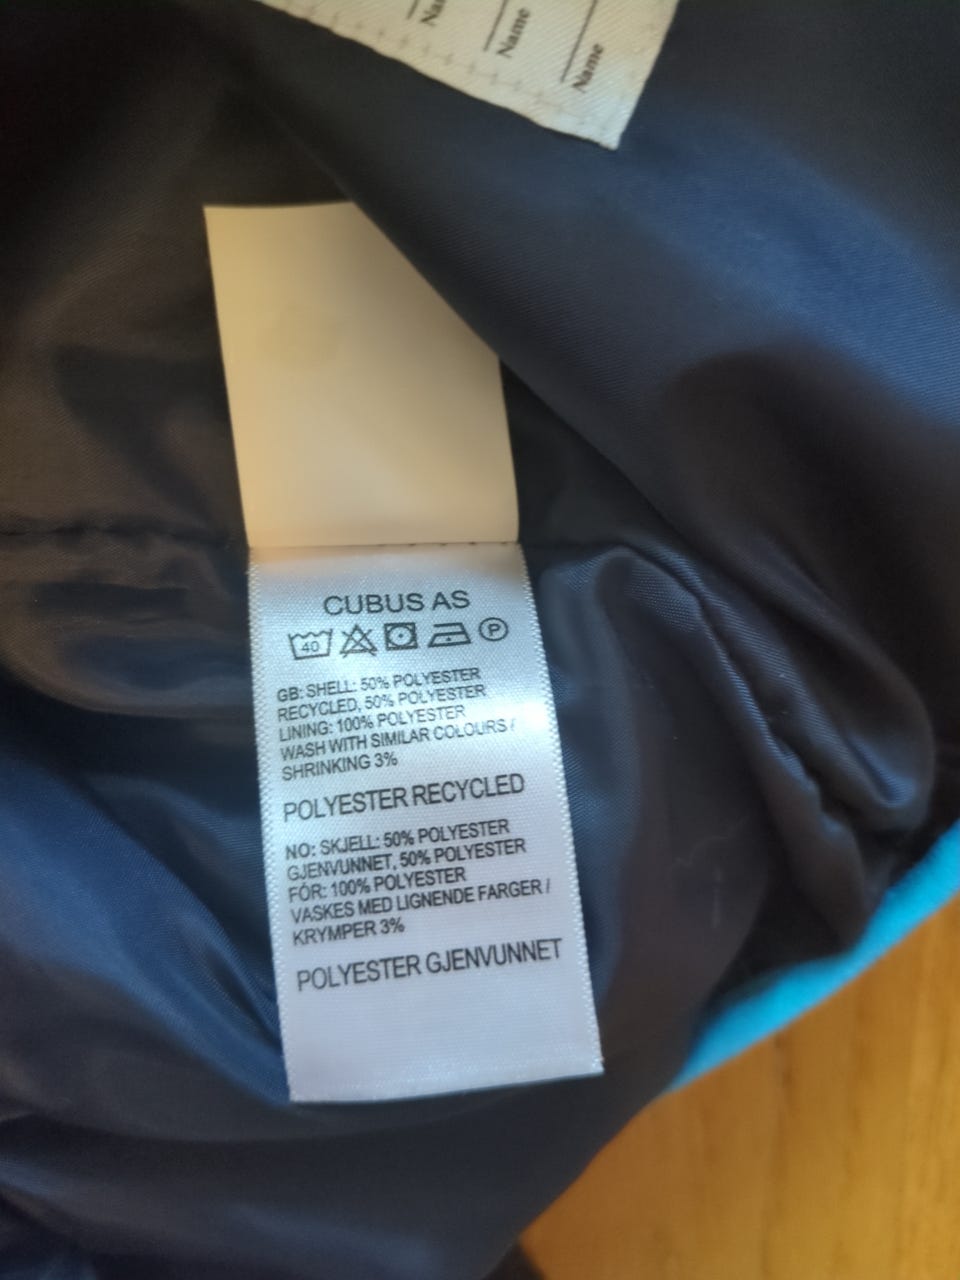 Name
Name
CUBUS AS
40 P
GB: SHELL: 50% POLYESTER
RECYCLED, 50% POLYESTER
LINING: 100% POLYESTER
WASH WITH SIMILAR COLOURS /
SHRINKING 3%
POLYESTER RECYCLED
NO: SKJELL: 50% POLYESTER
GJENVUNNET, 50% POLYESTER
FÓR: 100% POLYESTER
VASKES MED LIGNENDE FARGER /
KRYMPER 3%
POLYESTER GJENVUNNET